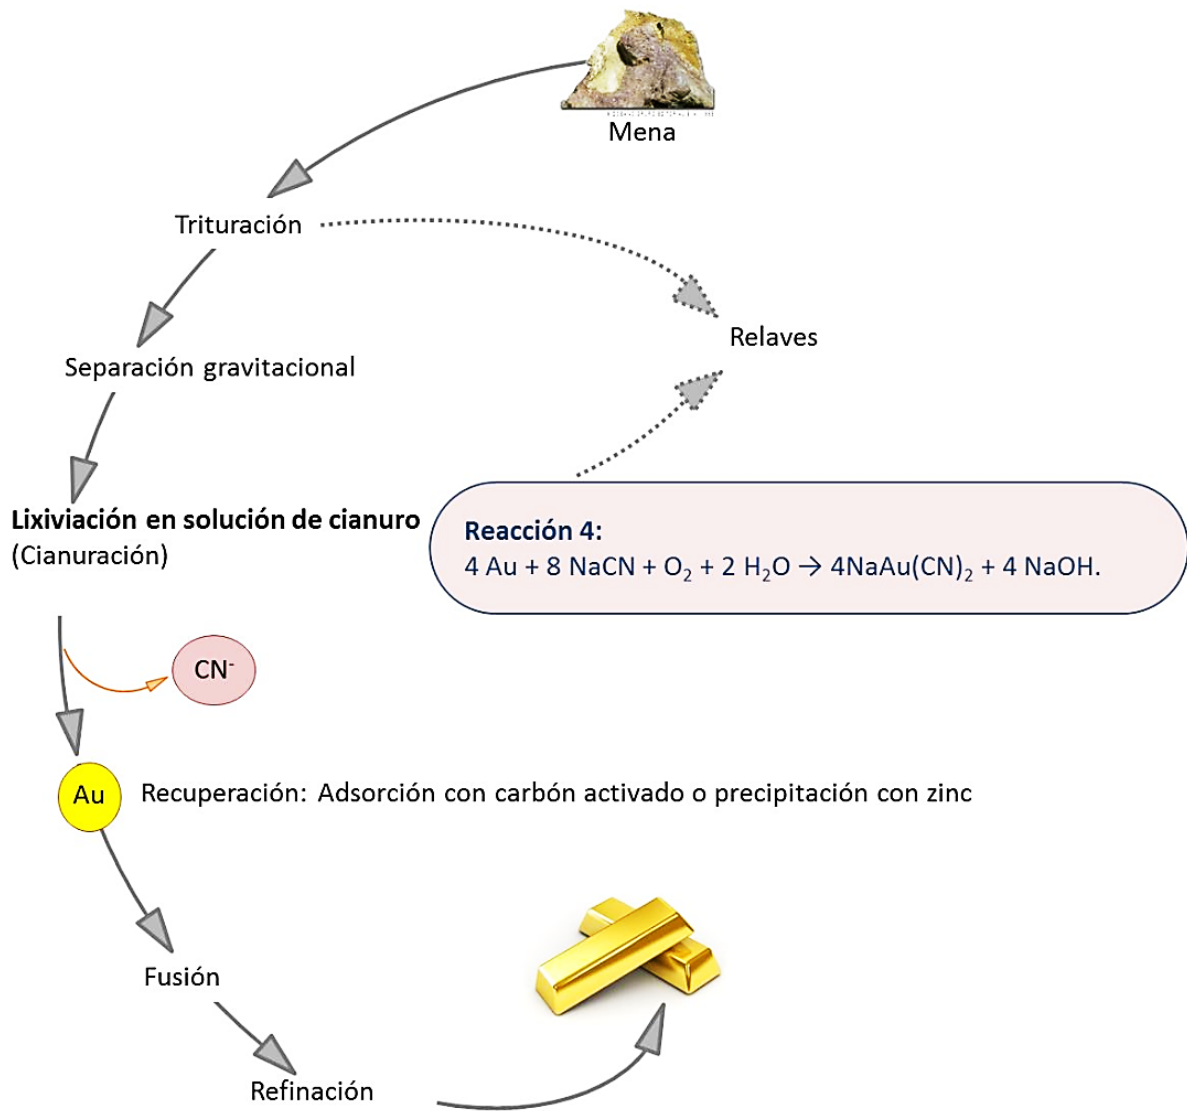 Mena
Trituración
Relaves
Separación gravitacional
Lixiviación en solución de cianuro
(Cianuración)
Reacción 4:
4 Au + 8 NaCN + O₂ + 2 H₂O → 4NaAu(CN)₂ + 4 NaOH.
CN⁻
Au
Recuperación: Adsorción con carbón activado o precipitación con zinc
Fusión
Refinación